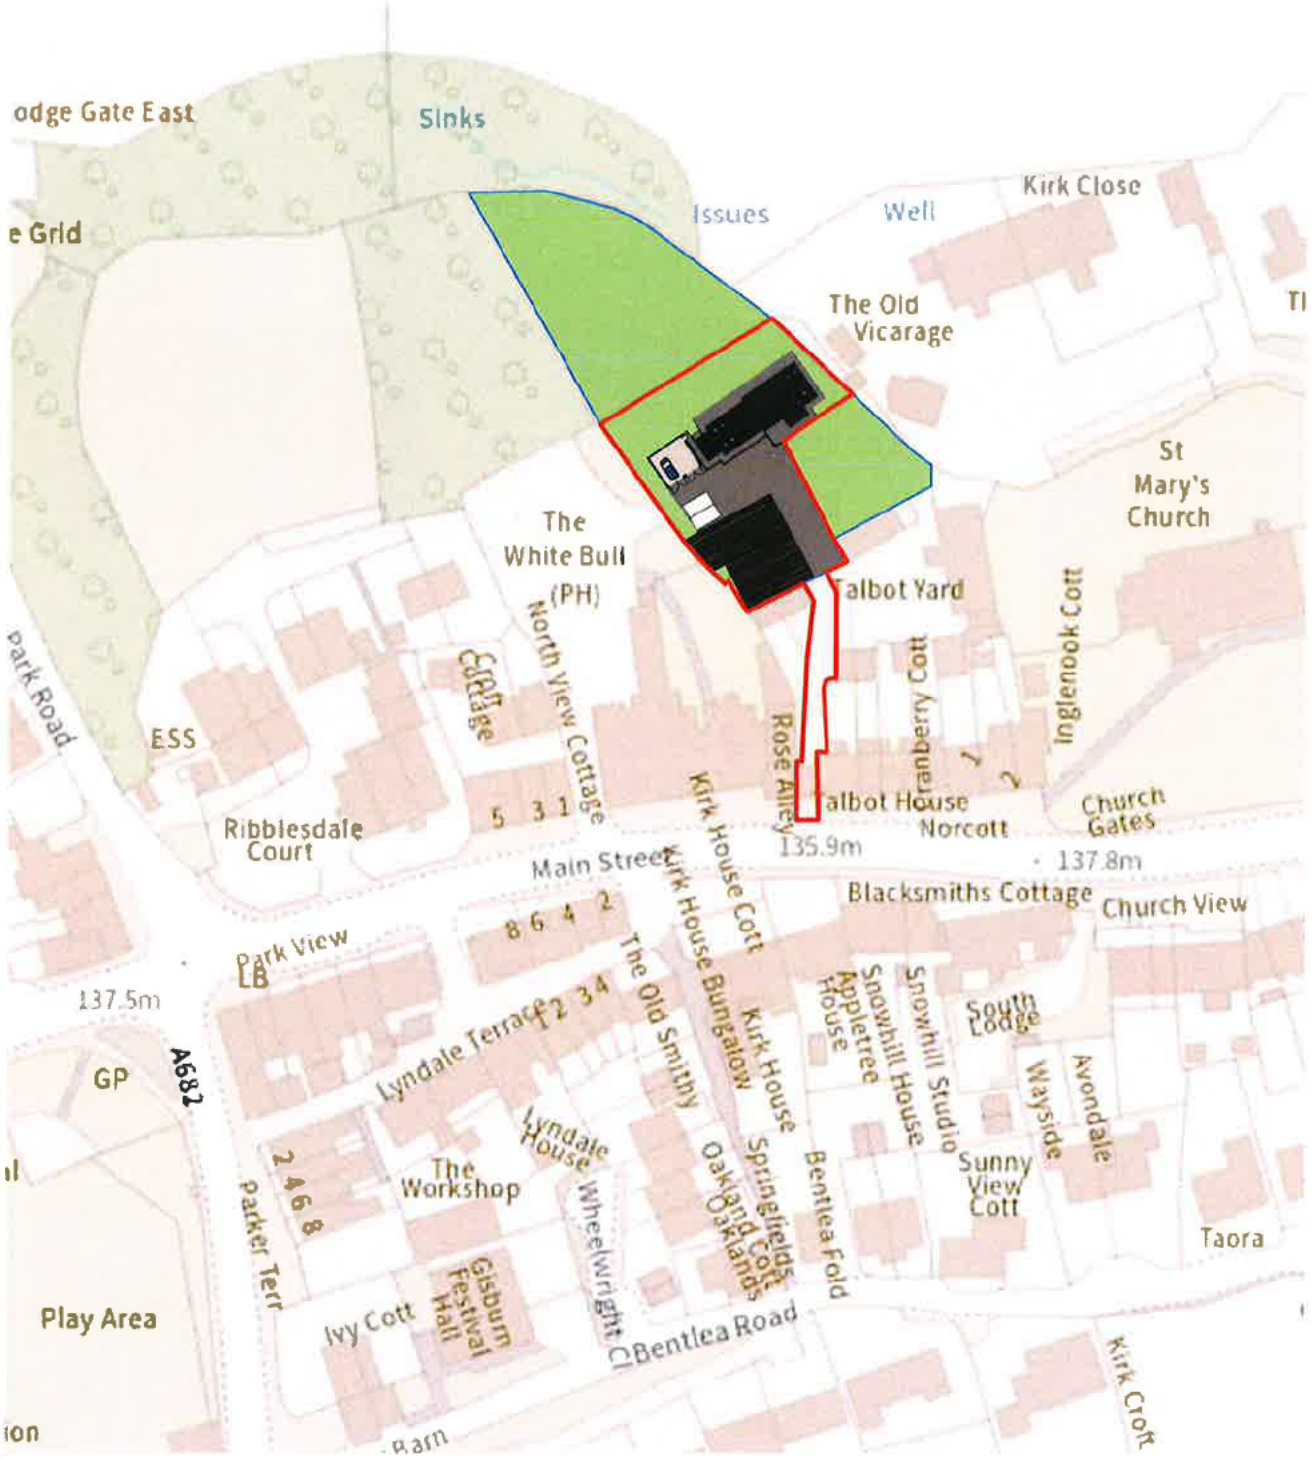 odge Gate East
Sinks
e Grid
Issues
Well
Kirk Close
The Old
Vicarage
Tl
St
Mary's
Church
The
White Bull
(PH)
Talbot Yard
North View Cottage
Croft
Cottage
Inglenook Cott
ranberry Cott
Park Road
ESS
Rose Alley
1
2
5 3 1
Talbot House
Norcott
Church
Gates
Ribblesdale
Court
Main Street
Kirk House Cott
135.9m
137.8m
Kirk House Bungalow
Blacksmiths Cottage
Church View
8 6 4 2
Park View
LB
137.5m
The Old Smithy
Lyndale Terrace
1 2 3 4
Kirk House
Appletree
House
Snowhill House
Snowhill Studio
South
Lodge
Wayside
Avondale
A682
GP
Lyndale
House
The
Workshop
2 4 6 8
Parker Terr
Wheelwright Cl
Oakland Cott
Oaklands
Springfields
Bentlea Fold
Sunny
View
Cott
Taora
al
Play Area
Ivy Cott
Gisburn
Festival
Hall
Bentlea Road
Kirk Croft
ion
Barn